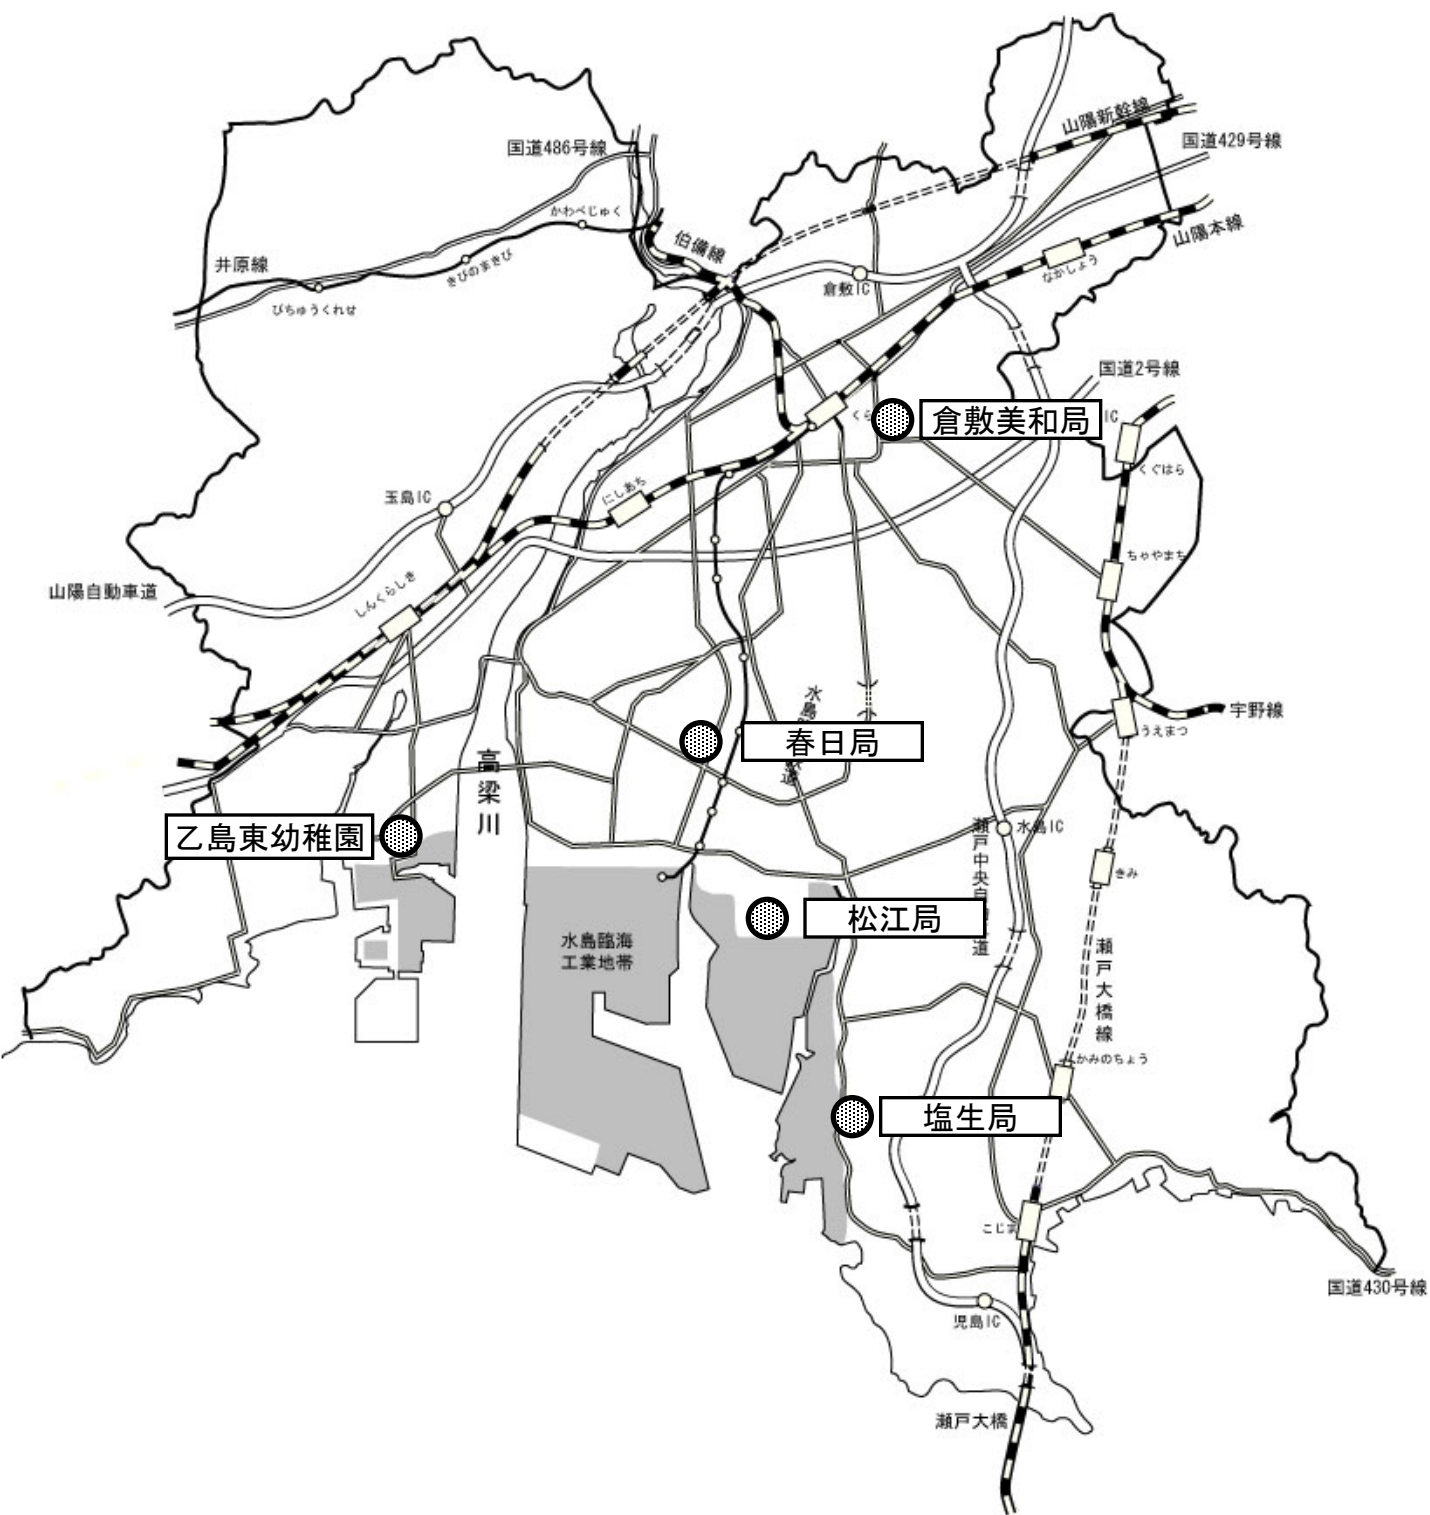 山陽新幹線
国道429号線
国道486号線
かわべじゅく
伯備線
山陽本線
井原線
きびのまきび
なかしょう
倉敷IC
びちゅうくれせ
国道2号線
倉敷美和局
IC
くら
くぐはら
玉島IC
にしあち
ちゃやまち
山陽自動車道
しんくらしき
水島
道
宇野線
うえまつ
春日局
高梁川
乙島東幼稚園
水島IC
瀬戸中央自
道
きみ
松江局
水島臨海
工業地帯
瀬戸大橋線
かみのちょう
塩生局
こじま
国道430号線
児島IC
瀬戸大橋